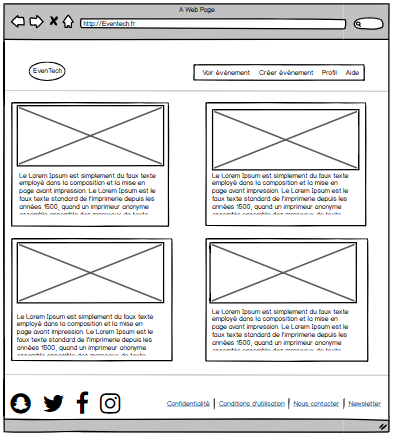 A Web Page
http://Eventech.fr
EvenTech
Voir événement Créer événement Profil Aide
Le Lorem Ipsum est simplement du faux texte
employé dans la composition et la mise en
page avant impression. Le Lorem Ipsum est le
faux texte standard de l'imprimerie depuis les
années 1500, quand un imprimeur anonyme
Le Lorem Ipsum est simplement du faux texte
employé dans la composition et la mise en
page avant impression. Le Lorem Ipsum est le
faux texte standard de l'imprimerie depuis les
années 1500, quand un imprimeur anonyme
Le Lorem Ipsum est simplement du faux texte
employé dans la composition et la mise en
page avant impression. Le Lorem Ipsum est le
faux texte standard de l'imprimerie depuis les
années 1500, quand un imprimeur anonyme
Le Lorem Ipsum est simplement du faux texte
employé dans la composition et la mise en
page avant impression. Le Lorem Ipsum est le
faux texte standard de l'imprimerie depuis les
années 1500, quand un imprimeur anonyme
Confidentialité Conditions d'utilisation Nous contacter Newsletter